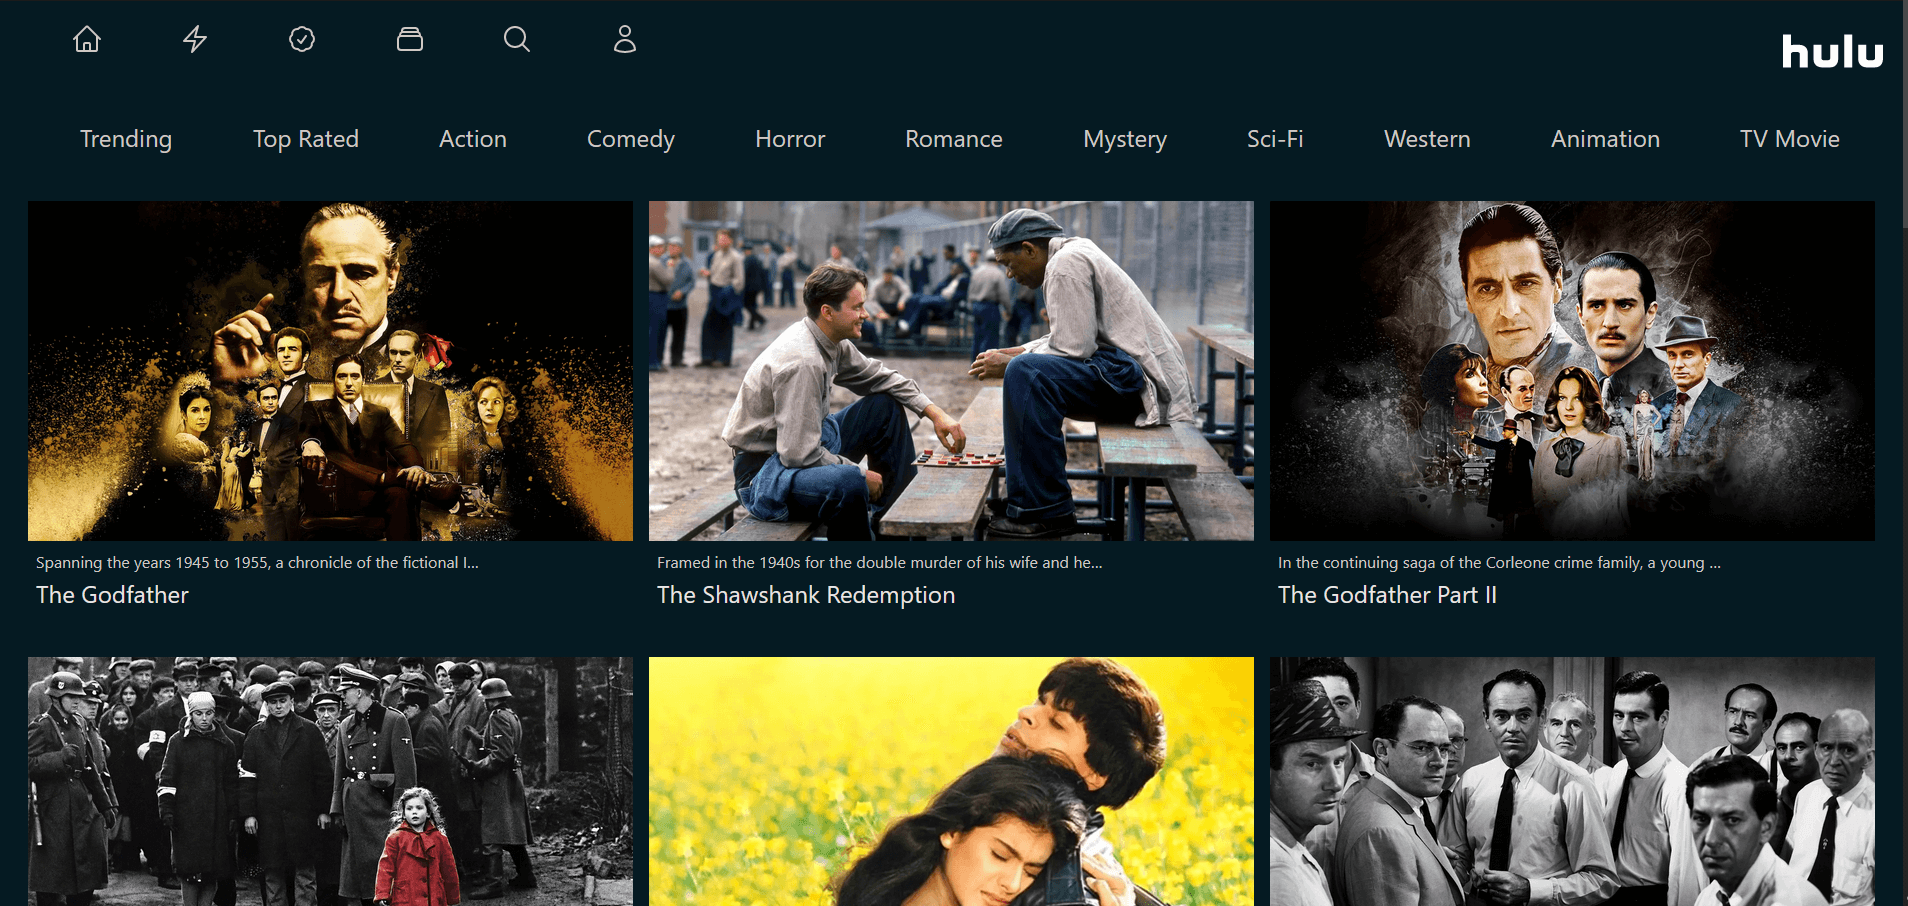 hulu
Trending
Top Rated
Action
Comedy
Horror
Romance
Mystery
Sci-Fi
Western
Animation
TV Movie
Spanning the years 1945 to 1955, a chronicle of the fictional I...
The Godfather
Framed in the 1940s for the double murder of his wife and he...
The Shawshank Redemption
In the continuing saga of the Corleone crime family, a young ...
The Godfather Part II